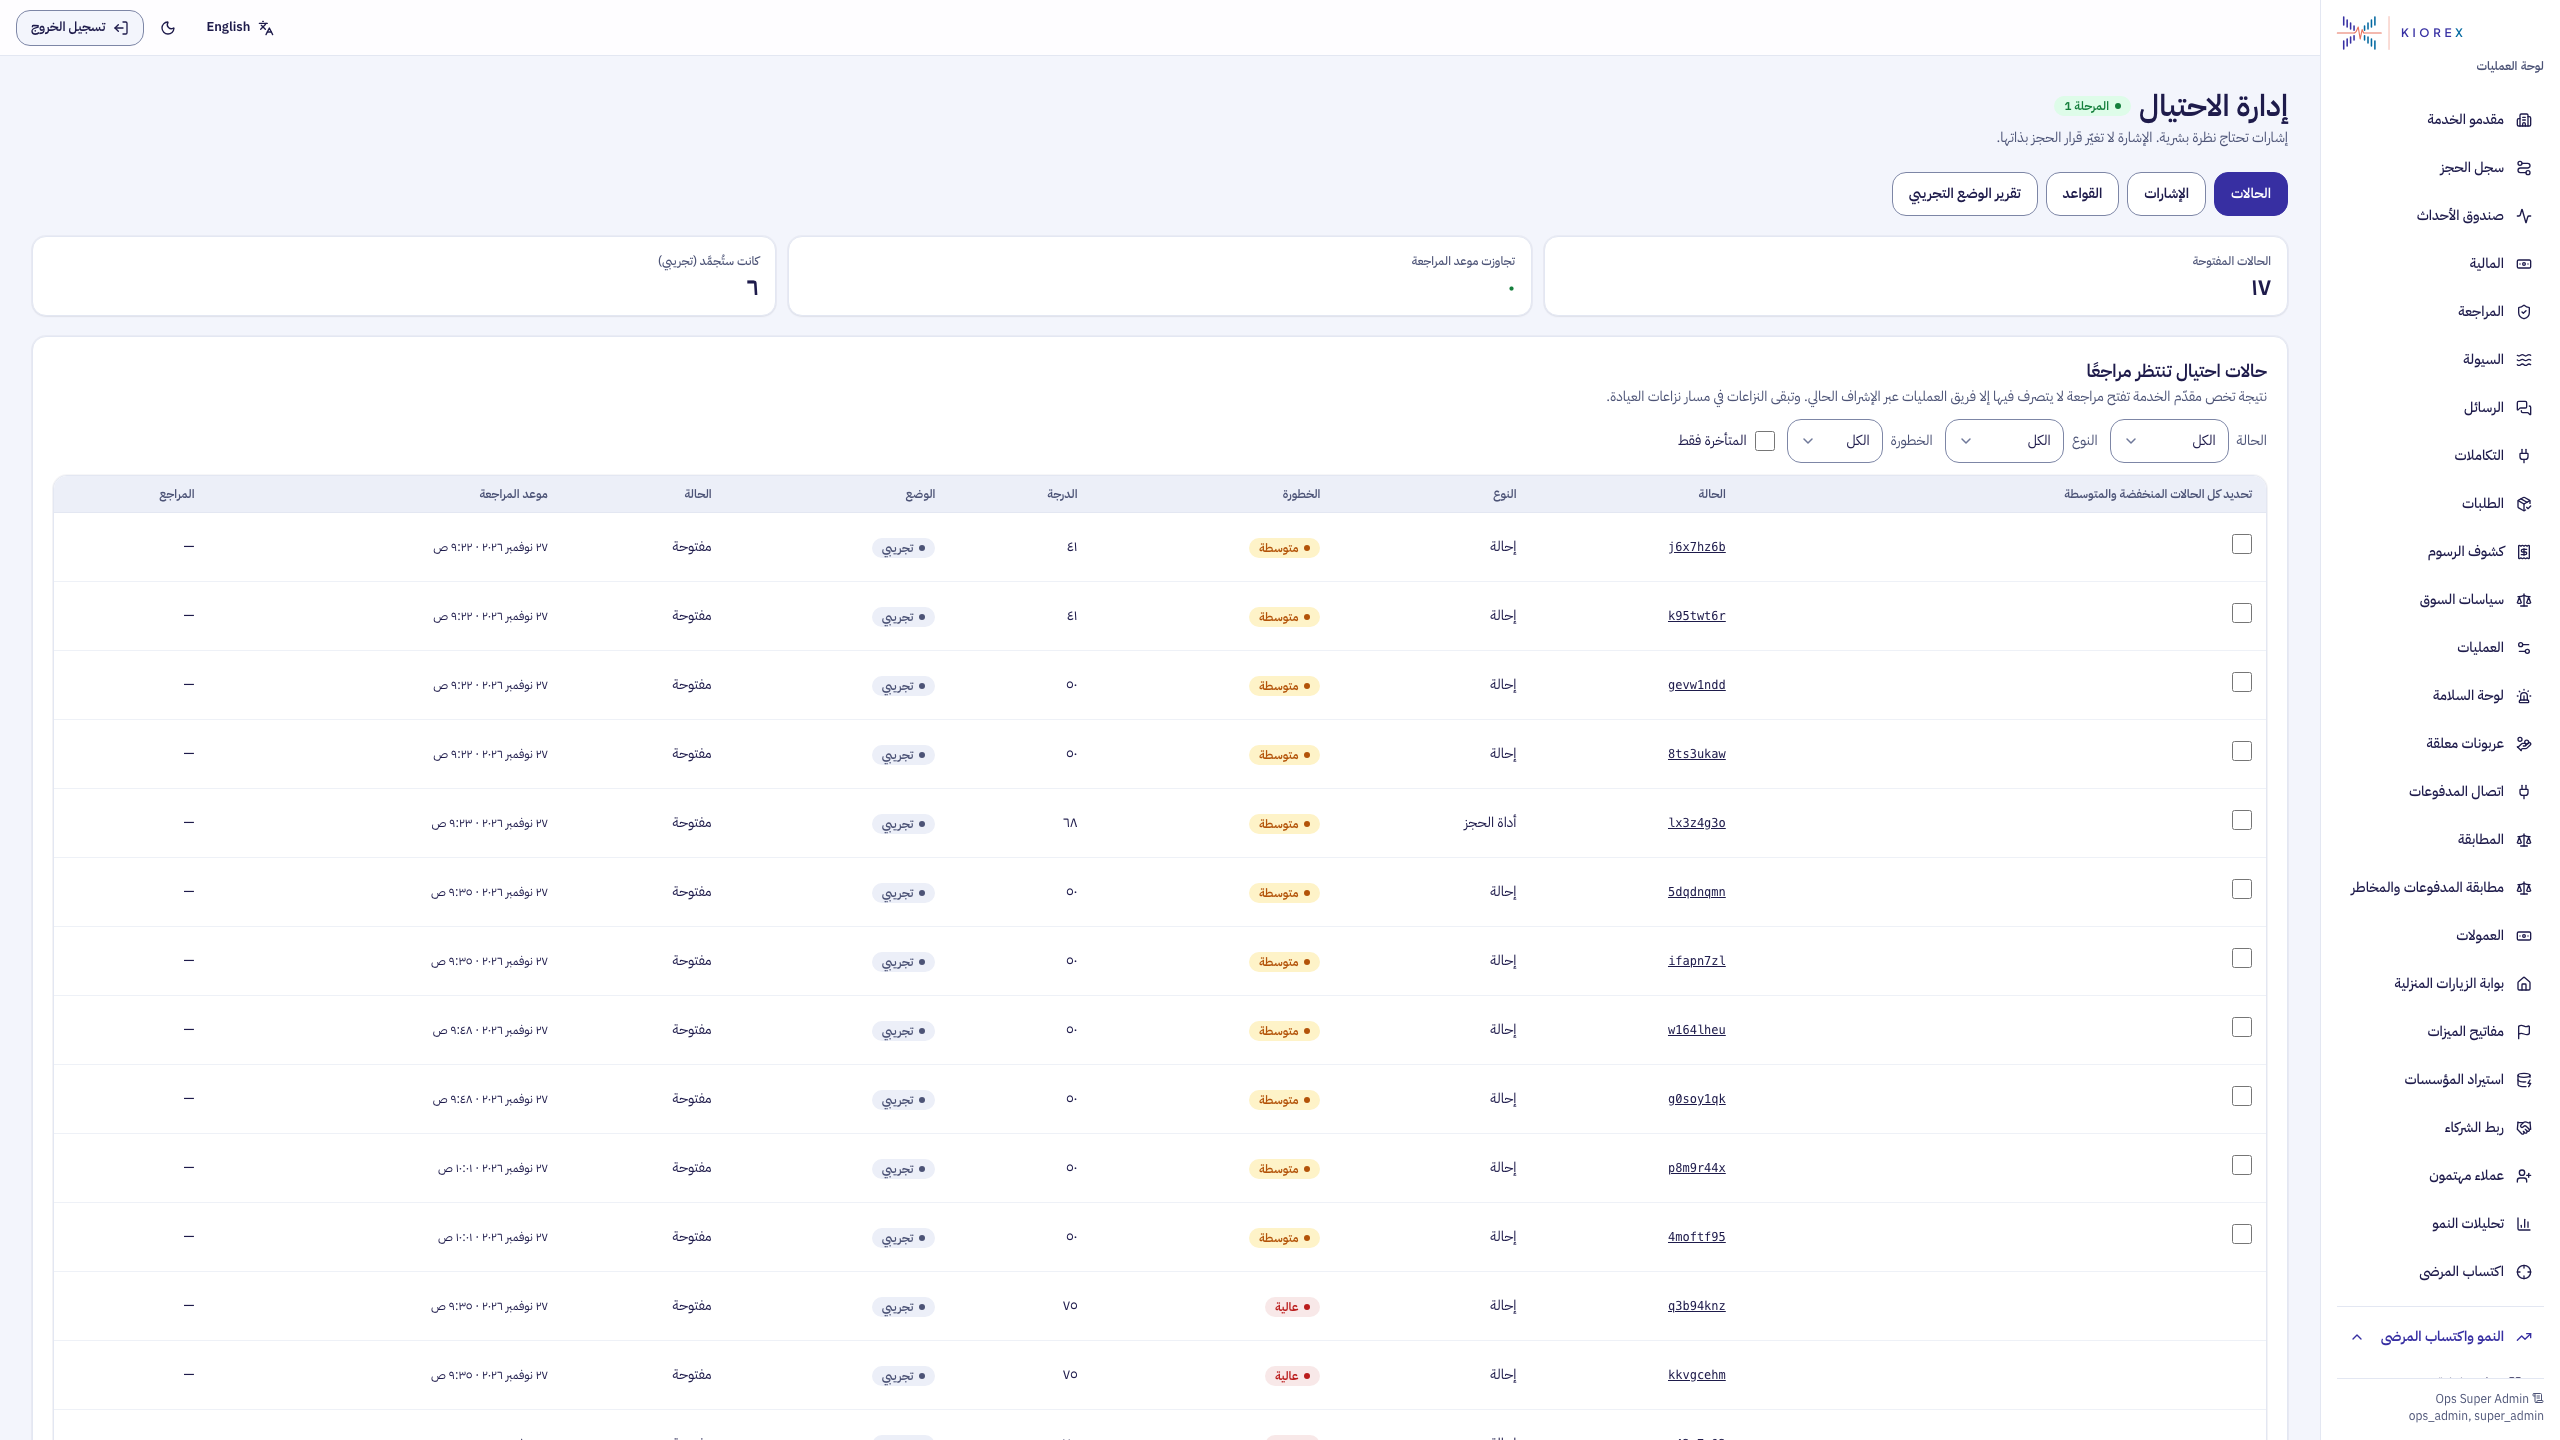 KIOREX
لوحة العمليات
مقدمو الخدمة
سجل الحجز
صندوق الأحداث
المالية
المراجعة
السيولة
الرسائل
التكاملات
الطلبات
كشوف الرسوم
سياسات السوق
العمليات
لوحة السلامة
عربونات معلقة
اتصال المدفوعات
المطابقة
مطابقة المدفوعات والمخاطر
العمولات
بوابة الزيارات المنزلية
مفاتيح الميزات
استيراد المؤسسات
ربط الشركاء
عملاء مهتمون
تحليلات النمو
اكتساب المرضى
النمو واكتساب المرضى
Ops Super Admin
ops_admin, super_admin
English
تسجيل الخروج
إدارة الاحتيال المرحلة 1
إشارات تحتاج نظرة بشرية. الإشارة لا تغيّر قرار الحجز بذاتها.
الحالات الإشارات القواعد تقرير الوضع التجريبي
الحالات المفتوحة تجاوزت موعد المراجعة كانت ستُجمَّد (تجريبي)
١٧ ٠ ٦
حالات احتيال تنتظر مراجعًا
نتيجة تخص مقدّم الخدمة تفتح مراجعة لا يتصرف فيها إلا فريق العمليات عبر الإشراف الحالي. وتبقى النزاعات في مسار نزاعات العيادة.
الحالة الكل النوع الكل الخطورة الكل المتأخرة فقط
تحديد كل الحالات المنخفضة والمتوسطة الحالة النوع الخطورة الدرجة الوضع الحالة موعد المراجعة المراجع
j6x7hz6b إحالة متوسطة ٤١ تجريبي مفتوحة ٢٧ نوفمبر ٢٠٢٦ · ٩:٢٢ ص —
k95twt6r إحالة متوسطة ٤١ تجريبي مفتوحة ٢٧ نوفمبر ٢٠٢٦ · ٩:٢٢ ص —
gevw1ndd إحالة متوسطة ٥٠ تجريبي مفتوحة ٢٧ نوفمبر ٢٠٢٦ · ٩:٢٢ ص —
8ts3ukaw إحالة متوسطة ٥٠ تجريبي مفتوحة ٢٧ نوفمبر ٢٠٢٦ · ٩:٢٢ ص —
lx3z4g3o أداة الحجز متوسطة ٦٨ تجريبي مفتوحة ٢٧ نوفمبر ٢٠٢٦ · ٩:٢٣ ص —
5dqdnqmn إحالة متوسطة ٥٠ تجريبي مفتوحة ٢٧ نوفمبر ٢٠٢٦ · ٩:٣٥ ص —
ifapn7zl إحالة متوسطة ٥٠ تجريبي مفتوحة ٢٧ نوفمبر ٢٠٢٦ · ٩:٣٥ ص —
w164lheu إحالة متوسطة ٥٠ تجريبي مفتوحة ٢٧ نوفمبر ٢٠٢٦ · ٩:٤٨ ص —
g0soy1qk إحالة متوسطة ٥٠ تجريبي مفتوحة ٢٧ نوفمبر ٢٠٢٦ · ٩:٤٨ ص —
p8m9r44x إحالة متوسطة ٥٠ تجريبي مفتوحة ٢٧ نوفمبر ٢٠٢٦ · ١٠:٠١ ص —
4moftf95 إحالة متوسطة ٥٠ تجريبي مفتوحة ٢٧ نوفمبر ٢٠٢٦ · ١٠:٠١ ص —
q3b94knz إحالة عالية ٧٥ تجريبي مفتوحة ٢٧ نوفمبر ٢٠٢٦ · ٩:٣٥ ص —
kkvgcehm إحالة عالية ٧٥ تجريبي مفتوحة ٢٧ نوفمبر ٢٠٢٦ · ٩:٣٥ ص —